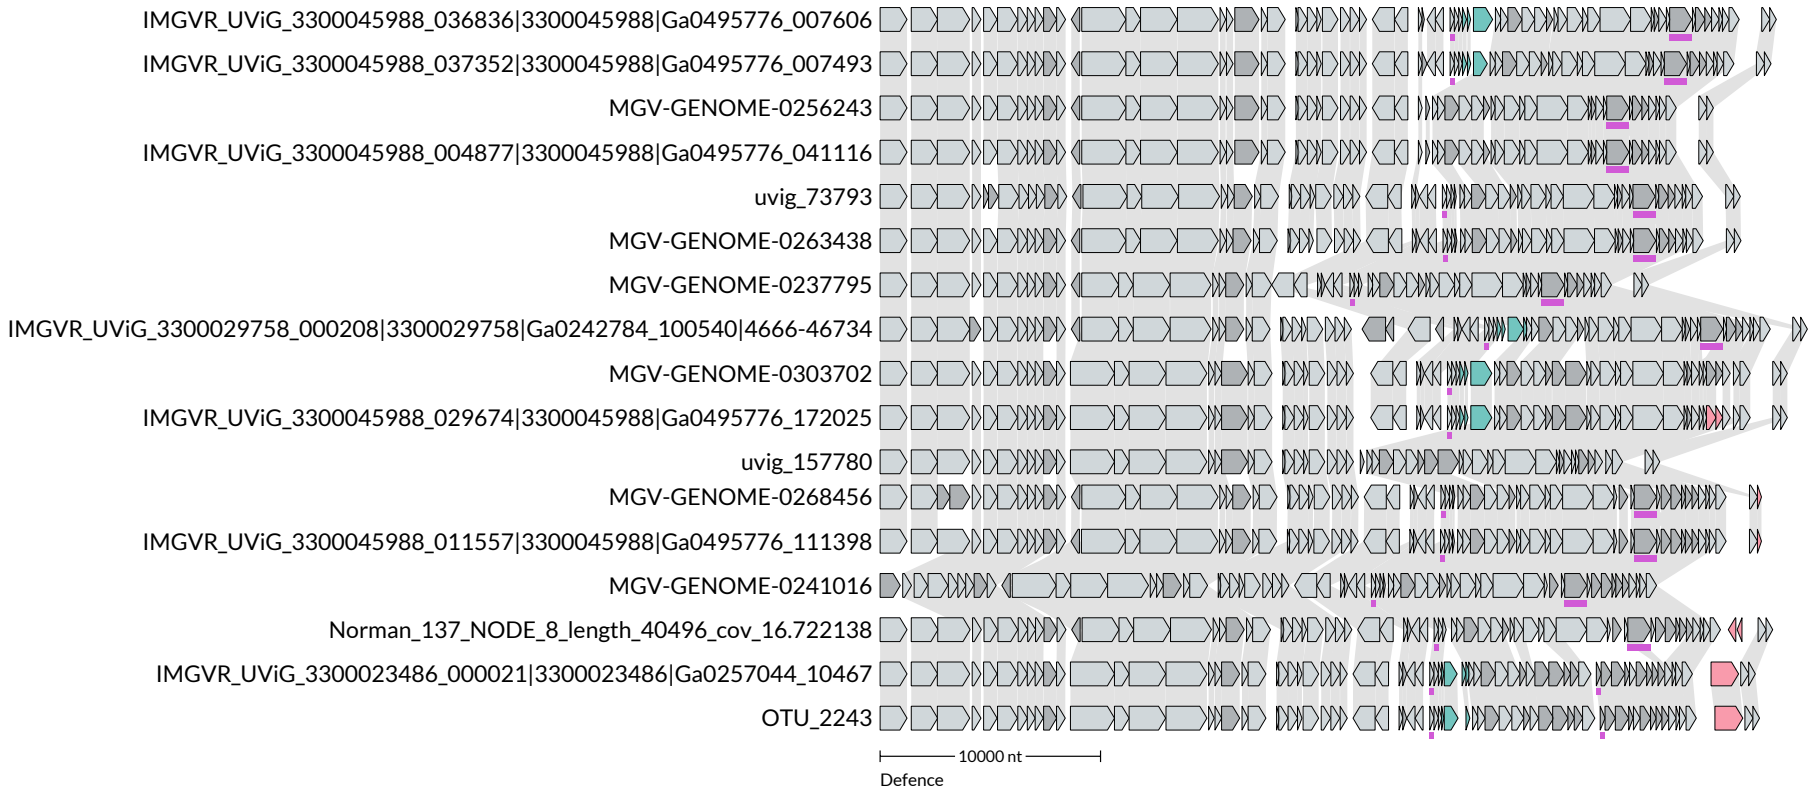 IMGVR_UViG_3300045988_036836|3300045988|Ga0495776_007606
IMGVR_UViG_3300045988_037352|3300045988|Ga0495776_007493
MGV-GENOME-0256243
IMGVR_UViG_3300045988_004877|3300045988|Ga0495776_041116
uvig_73793
MGV-GENOME-0263438
MGV-GENOME-0237795
IMGVR_UViG_3300029758_000208|3300029758|Ga0242784_100540|4666-46734
MGV-GENOME-0303702
IMGVR_UViG_3300045988_029674|3300045988|Ga0495776_172025
uvig_157780
MGV-GENOME-0268456
IMGVR_UViG_3300045988_011557|3300045988|Ga0495776_111398
MGV-GENOME-0241016
Norman_137_NODE_8_length_40496_cov_16.722138
IMGVR_UViG_3300023486_000021|3300023486|Ga0257044_10467
OTU_2243
10000 nt
Defence